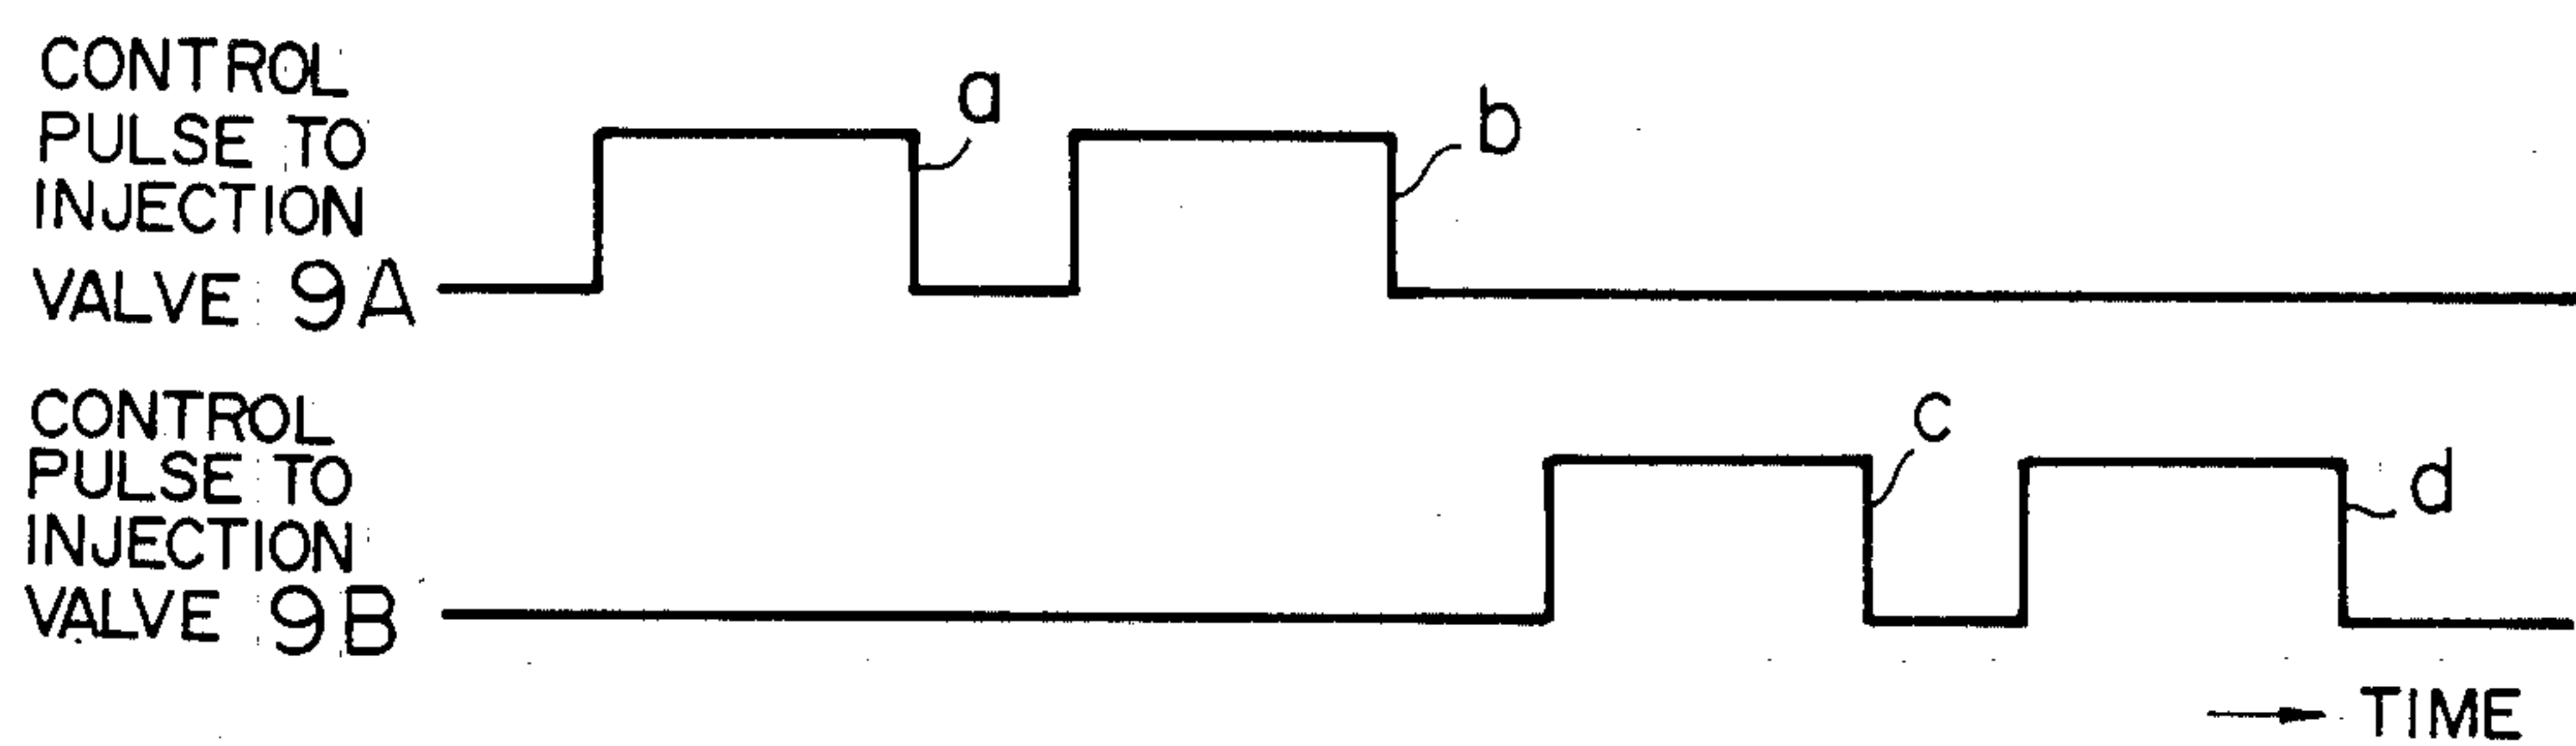 CONTROL
PULSE TO
INJECTION
VALVE 9A
a
b
CONTROL
PULSE TO
INJECTION
VALVE 9B
c
d
TIME